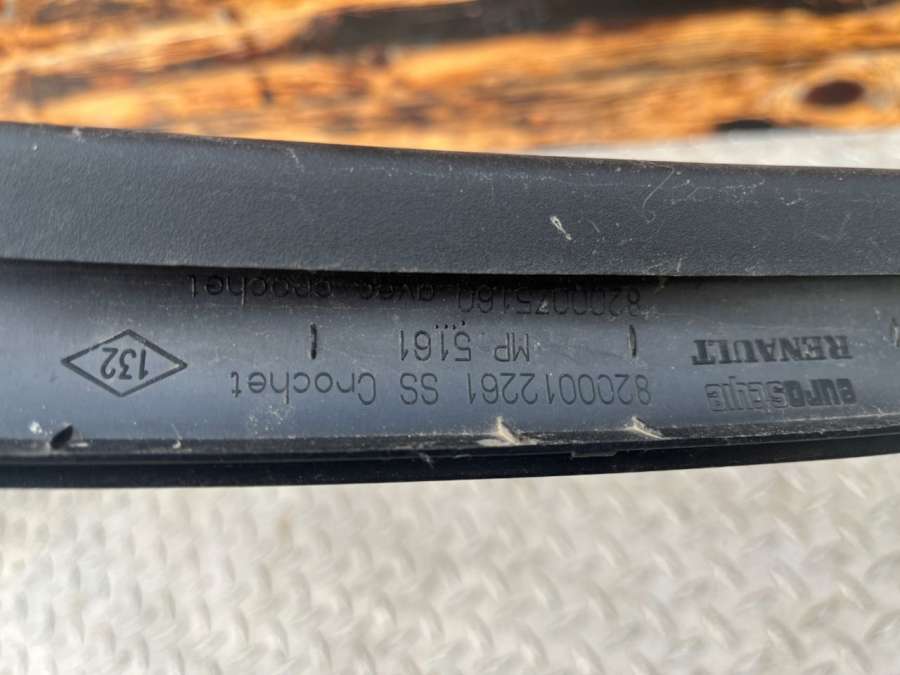 eurostyle
RENAULT
8200012261 SS Crochet
MP.5161
8200075160 avec crochet
132